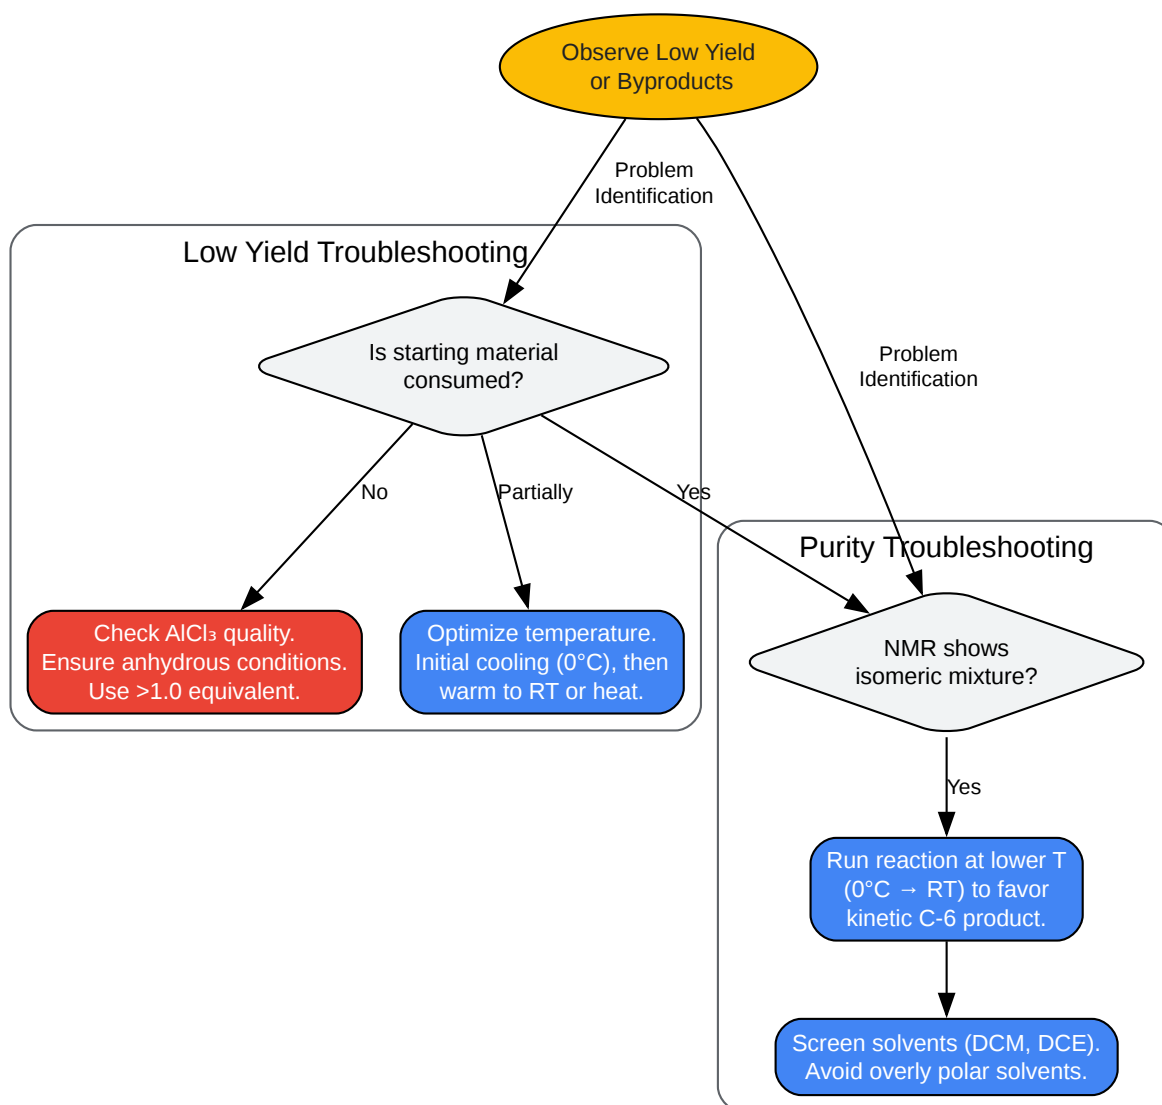 Observe Low Yield
or Byproducts
Problem
Identification
Low Yield Troubleshooting
Is starting material
consumed?
Problem
Identification
No
Partially
Yes
Purity Troubleshooting
Check AlCl₃ quality.
Ensure anhydrous conditions.
Use >1.0 equivalent.
Optimize temperature.
Initial cooling (0°C), then
warm to RT or heat.
NMR shows
isomeric mixture?
Yes
Run reaction at lower T
(0°C → RT) to favor
kinetic C-6 product.
Screen solvents (DCM, DCE).
Avoid overly polar solvents.